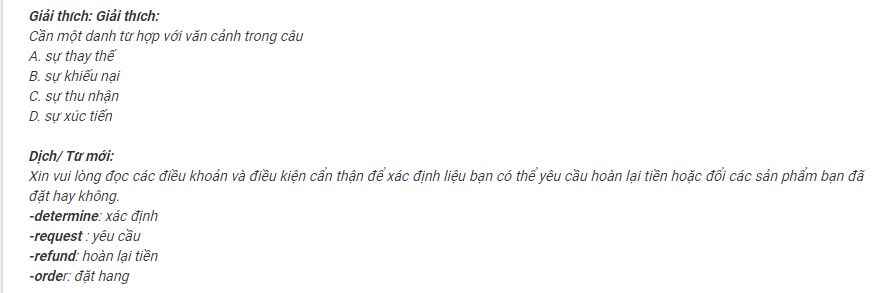 Giải thích: Giải thích:
Cần một danh từ hợp với văn cảnh trong câu
A. sự thay thế
B. sự khiếu nại
C. sự thu nhận
D. sự xúc tiến
Dịch/ Từ mới:
Xin vui lòng đọc các điều khoản và điều kiện cẩn thận để xác định liệu bạn có thể yêu cầu hoàn lại tiền hoặc đổi các sản phẩm bạn đã
đặt hay không.
-determine: xác định
-request : yêu cầu
-refund: hoàn lại tiền
-order: đặt hang